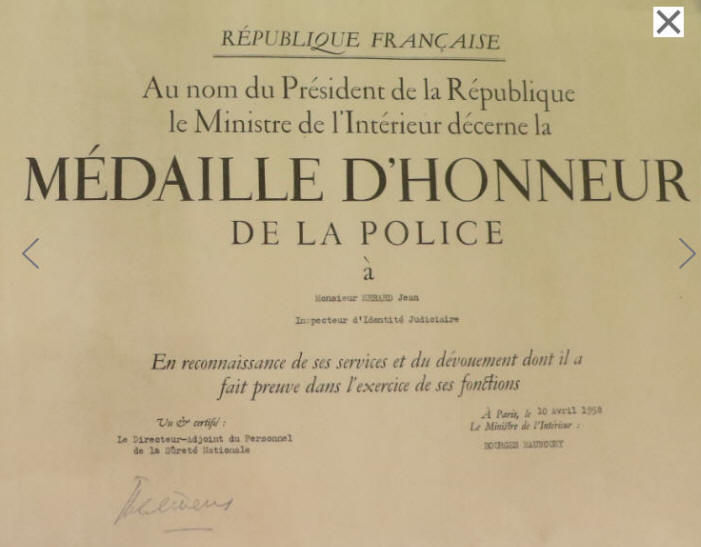 RÉPUBLIQUE FRANÇAISE
Au nom du Président de la République
le Ministre de l'Intérieur décerne la
MÉDAILLE D'HONNEUR
DE LA POLICE
à
Monsieur Jean
Inspecteur d'Identité Judiciaire
En reconnaissance de ses services et du dévouement dont il a
fait preuve dans l'exercice de ses fonctions
Vu & certifié :
Le Directeur-Adjoint du Personnel
de la Sûreté Nationale
À Paris, le 10 avril 1958
Le Ministre de l'Intérieur :
BOURGES MAUNOURY